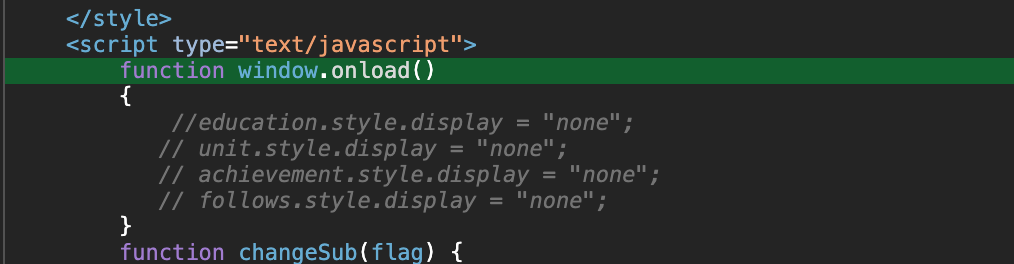 </style>
<script type="text/javascript">
function window.onload()
{
//education.style.display = "none";
// unit.style.display = "none";
// achievement.style.display = "none";
// follows.style.display = "none";
}
function changeSub(flag) {